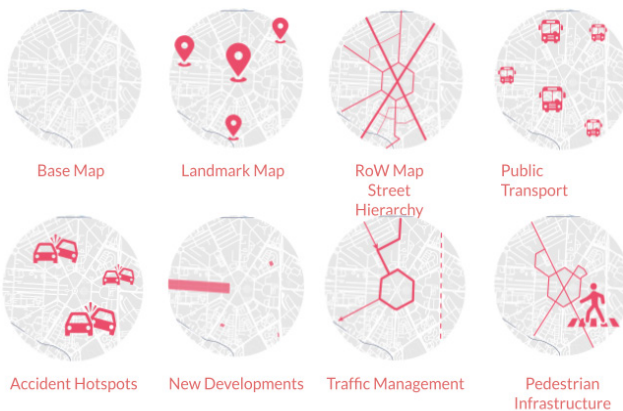 Base Map
Landmark Map
RoW Map
Street
Hierarchy
Public
Transport
Accident Hotspots
New Developments
Traffic Management
Pedestrian
Infrastructure